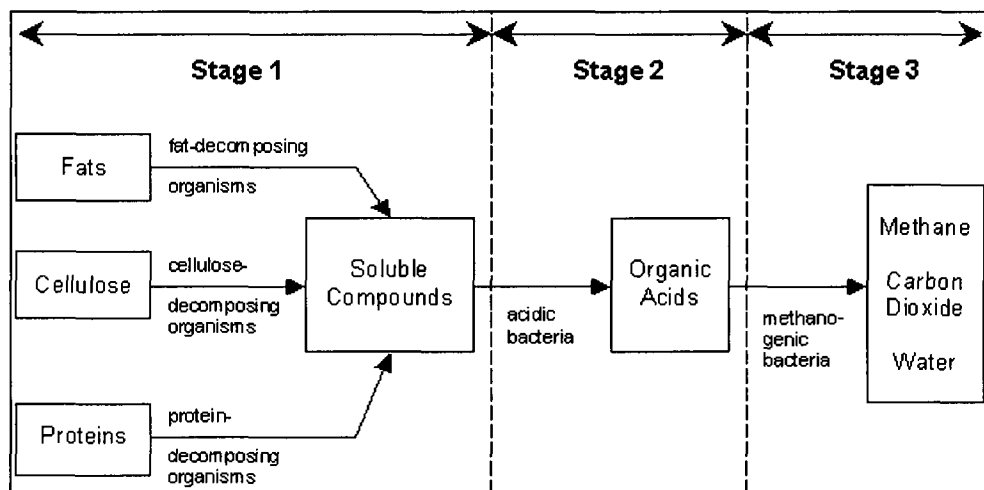 Stage 1
Stage 2
Stage 3
Fats
fat-decomposing
organisms
Cellulose
cellulose-
decomposing
organisms
Proteins
protein-
decomposing
organisms
Soluble
Compounds
acidic
bacteria
Organic
Acids
methano-
genic
bacteria
Methane
Carbon
Dioxide
Water